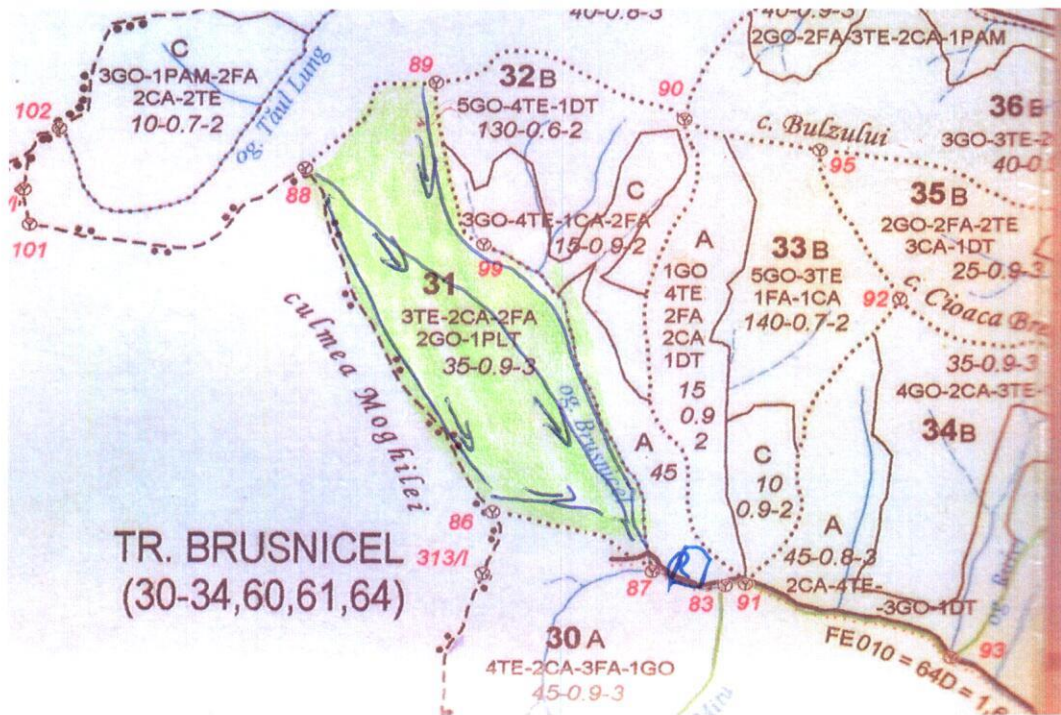 40-0.8-3
40-0.9-3
2GO-2FA-3TE-2CA-1PAM
C
3GO-1PAM-2FA
2CA-2TE
10-0.7-2
102
101
og. Tăul Lung
88
89
32 B
5GO-4TE-1DT
130-0.6-2
90
36 B
3GO-3TE-2
40-0
c. Bulzului
95
C
3GO-4TE-1CA-2FA
15-0.9-2
99
35 B
2GO-2FA-2TE
3CA-1DT
25-0.9-3
A
1GO
4TE
2FA
2CA
1DT
15
0.9
2
33 B
5GO-3TE
1FA-1CA
140-0.7-2
92
c. Cioaca Bre
31
3TE-2CA-2FA
2GO-1PLT
35-0.9-3
culmea Moghilei
og. Brusnicel
35-0.9-3
4GO-2CA-3TE-
34 B
A
45
C
10
0.9-2
86
313/I
TR. BRUSNICEL
(30-34,60,61,64)
87
R
83
91
A
45-0.8-3
2CA-4TE-
-3GO-1DT
93
FE010 = 64D = 1,6
30 A
4TE-2CA-3FA-1GO
45-0.9-3